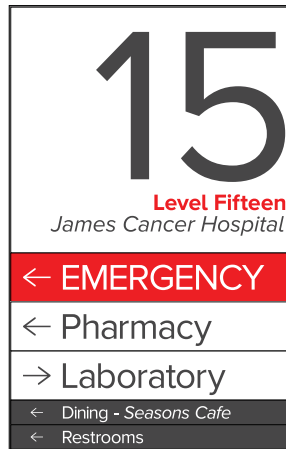 15
Level Fifteen
James Cancer Hospital
← EMERGENCY
← Pharmacy
→ Laboratory
← Dining - Seasons Cafe
← Restrooms